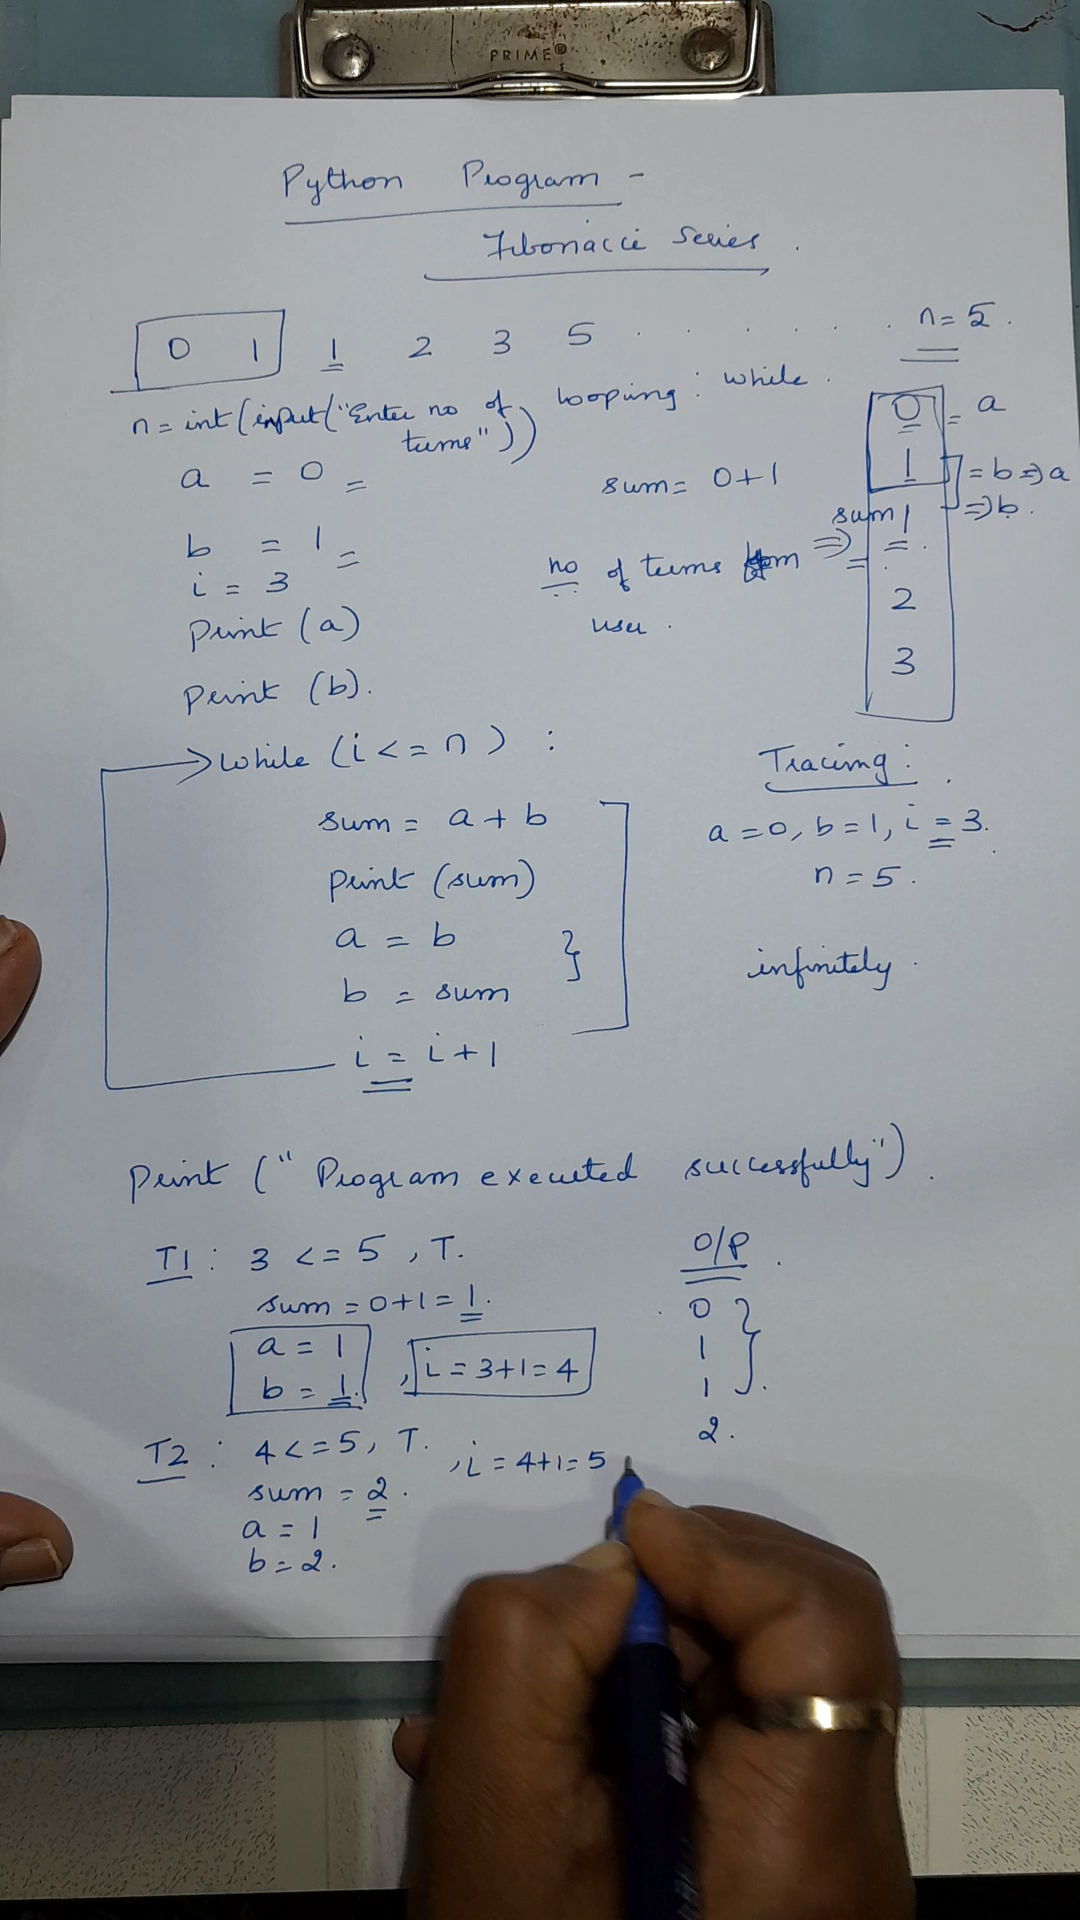 PRIME®
Python Program -
Fibonacci Series .
0 1 1 2 3 5 . . . . . . n=5.
n = int(input("Enter no of terms"))
looping : while.
a = 0
b = 1
i = 3
Print (a)
Print (b).
sum = 0+1
no of terms
user .
0 = a
1 = b => a
sum 1 => b.
2
3
while (i <= n) :
sum = a + b
print (sum)
a = b }
b = sum
i = i+1
Tracing : .
a=0, b=1, i=3.
n=5.
infinitely .
Print (" Program executed successfully") .
T1 : 3 <= 5 , T.
sum = 0+1 = 1.
a = 1
b = 1.
, i = 3+1= 4
T2 : 4 <= 5, T.
, i = 4+1= 5
sum = 2.
a = 1
b = 2.
O/P .
0
1
1 .
2.